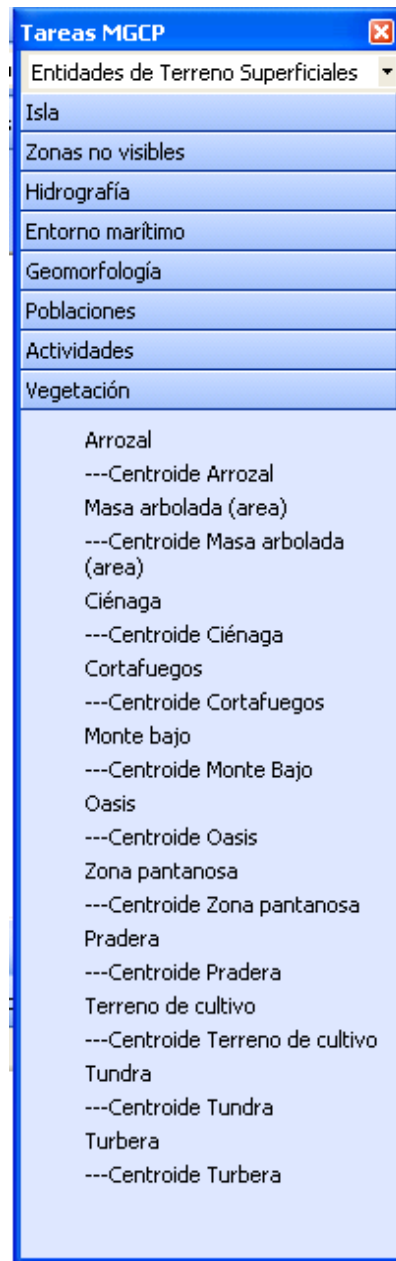 Tareas MGCP
Entidades de Terreno Superficiales
Isla
Zonas no visibles
Hidrografía
Entorno marítimo
Geomorfología
Poblaciones
Actividades
Vegetación
Arrozal
---Centroide Arrozal
Masa arbolada (area)
---Centroide Masa arbolada
(area)
Ciénaga
---Centroide Ciénaga
Cortafuegos
---Centroide Cortafuegos
Monte bajo
---Centroide Monte Bajo
Oasis
---Centroide Oasis
Zona pantanosa
---Centroide Zona pantanosa
Pradera
---Centroide Pradera
Terreno de cultivo
---Centroide Terreno de cultivo
Tundra
---Centroide Tundra
Turbera
---Centroide Turbera